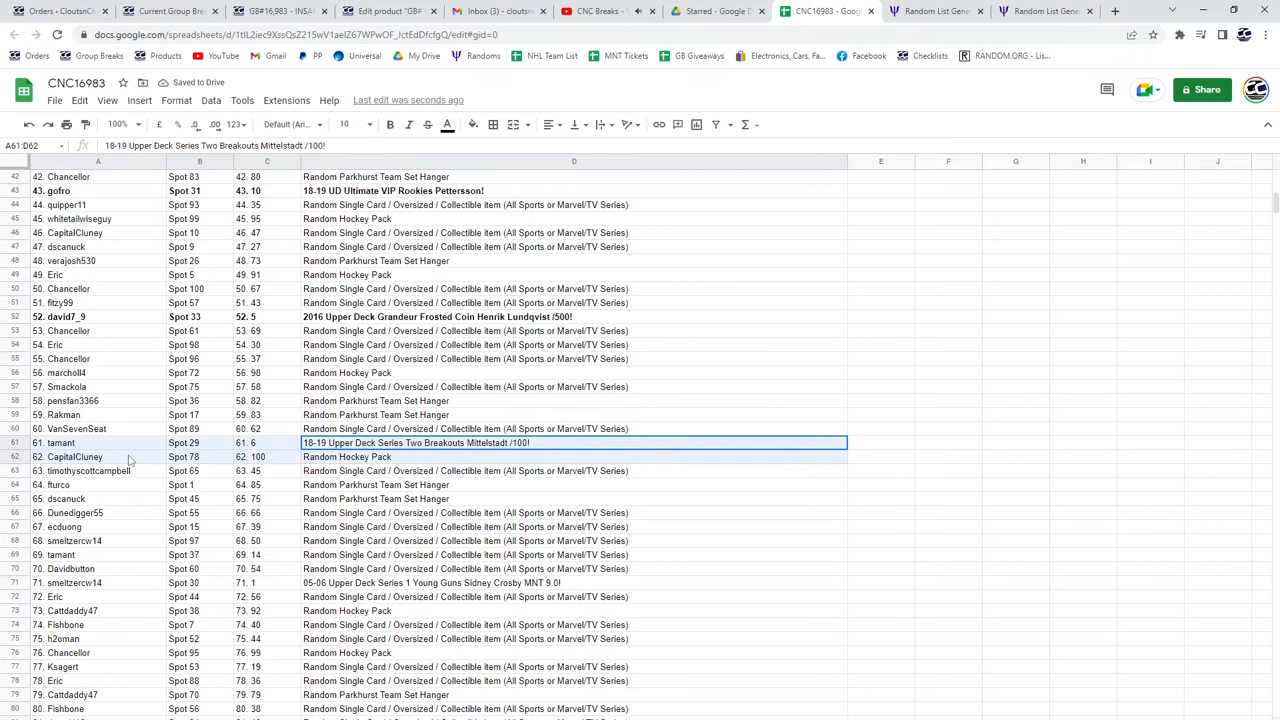 Orders ‹ CloutsnC
Current Group Bre
GB#16,983 - INSAN
Edit product "GB#
Inbox (3) - cloutsn
CNC Breaks - Y
Starred - Google D
CNC16983 - Goog
Random List Gene
Random List Gene
docs.google.com/spreadsheets/d/1tIL2iec9XssQsZ215wV1aelZ67WPwOF_JctEdDfcfgQ/edit#gid=0
Orders Group Breaks Products YouTube Gmail PP Universal My Drive Randoms NHL Team List MNT Tickets GB Giveaways Electronics, Cars, Fa... Facebook Checklists RANDOM.ORG - Lis...
CNC16983 Saved to Drive
File Edit View Insert Format Data Tools Extensions Help Last edit was seconds ago
Share
100% £ % .0 .00 123 Default (Ari... 10 B I S A
A61:D62 fx 18-19 Upper Deck Series Two Breakouts Mittelstadt /100!
A B C D E F G H I J
42 42. Chancellor Spot 83 42. 80 Random Parkhurst Team Set Hanger
43 43. gofro Spot 31 43. 10 18-19 UD Ultimate VIP Rookies Pettersson!
44 44. quipper11 Spot 93 44. 35 Random Single Card / Oversized / Collectible item (All Sports or Marvel/TV Series)
45 45. whitetailwiseguy Spot 99 45. 95 Random Hockey Pack
46 46. CapitalCluney Spot 10 46. 47 Random Single Card / Oversized / Collectible item (All Sports or Marvel/TV Series)
47 47. dscanuck Spot 9 47. 27 Random Single Card / Oversized / Collectible item (All Sports or Marvel/TV Series)
48 48. verajosh530 Spot 26 48. 73 Random Parkhurst Team Set Hanger
49 49. Eric Spot 5 49. 91 Random Hockey Pack
50 50. Chancellor Spot 100 50. 67 Random Single Card / Oversized / Collectible item (All Sports or Marvel/TV Series)
51 51. fitzy99 Spot 57 51. 43 Random Single Card / Oversized / Collectible item (All Sports or Marvel/TV Series)
52 52. david7_9 Spot 33 52. 5 2016 Upper Deck Grandeur Frosted Coin Henrik Lundqvist /500!
53 53. Chancellor Spot 61 53. 69 Random Single Card / Oversized / Collectible item (All Sports or Marvel/TV Series)
54 54. Eric Spot 98 54. 30 Random Single Card / Oversized / Collectible item (All Sports or Marvel/TV Series)
55 55. Chancellor Spot 96 55. 37 Random Single Card / Oversized / Collectible item (All Sports or Marvel/TV Series)
56 56. marcholl4 Spot 72 56. 98 Random Hockey Pack
57 57. Smackola Spot 75 57. 58 Random Single Card / Oversized / Collectible item (All Sports or Marvel/TV Series)
58 58. pensfan3366 Spot 36 58. 82 Random Parkhurst Team Set Hanger
59 59. Rakman Spot 17 59. 83 Random Parkhurst Team Set Hanger
60 60. VanSevenSeat Spot 89 60. 62 Random Single Card / Oversized / Collectible item (All Sports or Marvel/TV Series)
61 61. tamant Spot 29 61. 6 18-19 Upper Deck Series Two Breakouts Mittelstadt /100!
62 62. CapitalCluney Spot 78 62. 100 Random Hockey Pack
63 63. timothyscottcampbell Spot 65 63. 45 Random Single Card / Oversized / Collectible item (All Sports or Marvel/TV Series)
64 64. fturco Spot 1 64. 85 Random Parkhurst Team Set Hanger
65 65. dscanuck Spot 45 65. 75 Random Parkhurst Team Set Hanger
66 66. Dunedigger55 Spot 55 66. 66 Random Single Card / Oversized / Collectible item (All Sports or Marvel/TV Series)
67 67. ecduong Spot 15 67. 39 Random Single Card / Oversized / Collectible item (All Sports or Marvel/TV Series)
68 68. smeltzercw14 Spot 97 68. 50 Random Single Card / Oversized / Collectible item (All Sports or Marvel/TV Series)
69 69. tamant Spot 37 69. 14 Random Single Card / Oversized / Collectible item (All Sports or Marvel/TV Series)
70 70. Davidbutton Spot 60 70. 54 Random Single Card / Oversized / Collectible item (All Sports or Marvel/TV Series)
71 71. smeltzercw14 Spot 30 71. 1 05-06 Upper Deck Series 1 Young Guns Sidney Crosby MNT 9.0!
72 72. Eric Spot 44 72. 56 Random Single Card / Oversized / Collectible item (All Sports or Marvel/TV Series)
73 73. Cattdaddy47 Spot 38 73. 92 Random Hockey Pack
74 74. Fishbone Spot 7 74. 40 Random Single Card / Oversized / Collectible item (All Sports or Marvel/TV Series)
75 75. h2oman Spot 52 75. 44 Random Single Card / Oversized / Collectible item (All Sports or Marvel/TV Series)
76 76. Chancellor Spot 95 76. 99 Random Hockey Pack
77 77. Ksagert Spot 53 77. 19 Random Single Card / Oversized / Collectible item (All Sports or Marvel/TV Series)
78 78. Eric Spot 88 78. 36 Random Single Card / Oversized / Collectible item (All Sports or Marvel/TV Series)
79 79. Cattdaddy47 Spot 70 79. 79 Random Parkhurst Team Set Hanger
80 80. Fishbone Spot 56 80. 38 Random Single Card / Oversized / Collectible item (All Sports or Marvel/TV Series)